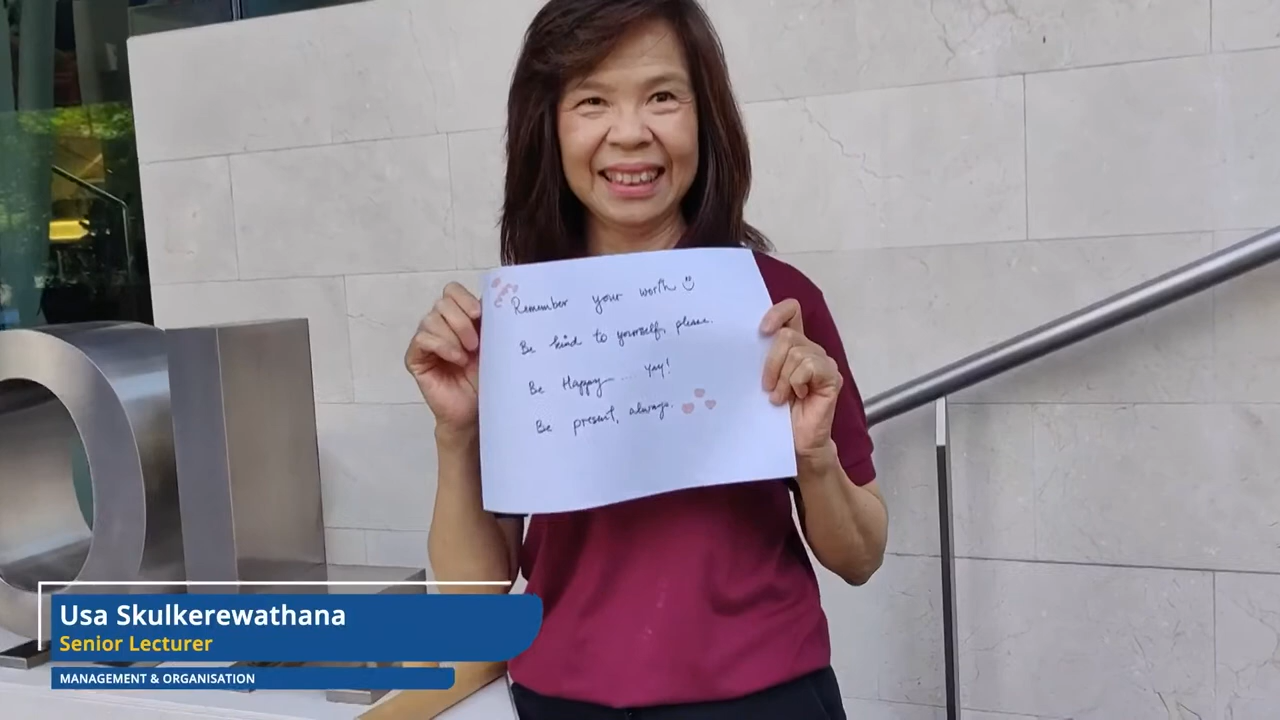 Remember your worth
Be kind to yourself, please.
Be Happy .... yay!
Be present, always.
OL
Usa Skulkerewathana
Senior Lecturer
MANAGEMENT & ORGANISATION